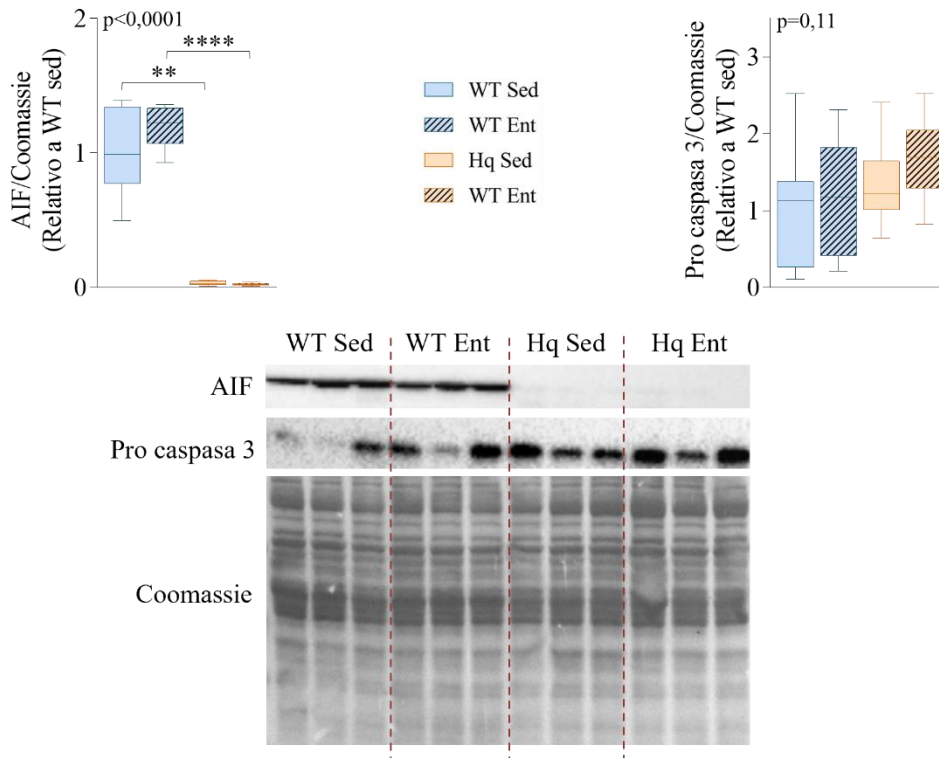 AIF/Coomassie
(Relativo a WT sed)
2
1
0
p<0,0001
****
**
WT Sed
WT Ent
Hq Sed
WT Ent
Pro caspasa 3/Coomassie
(Relativo a WT sed)
3
2
1
0
p=0,11
WT Sed
WT Ent
Hq Sed
Hq Ent
AIF
Pro caspasa 3
Coomassie